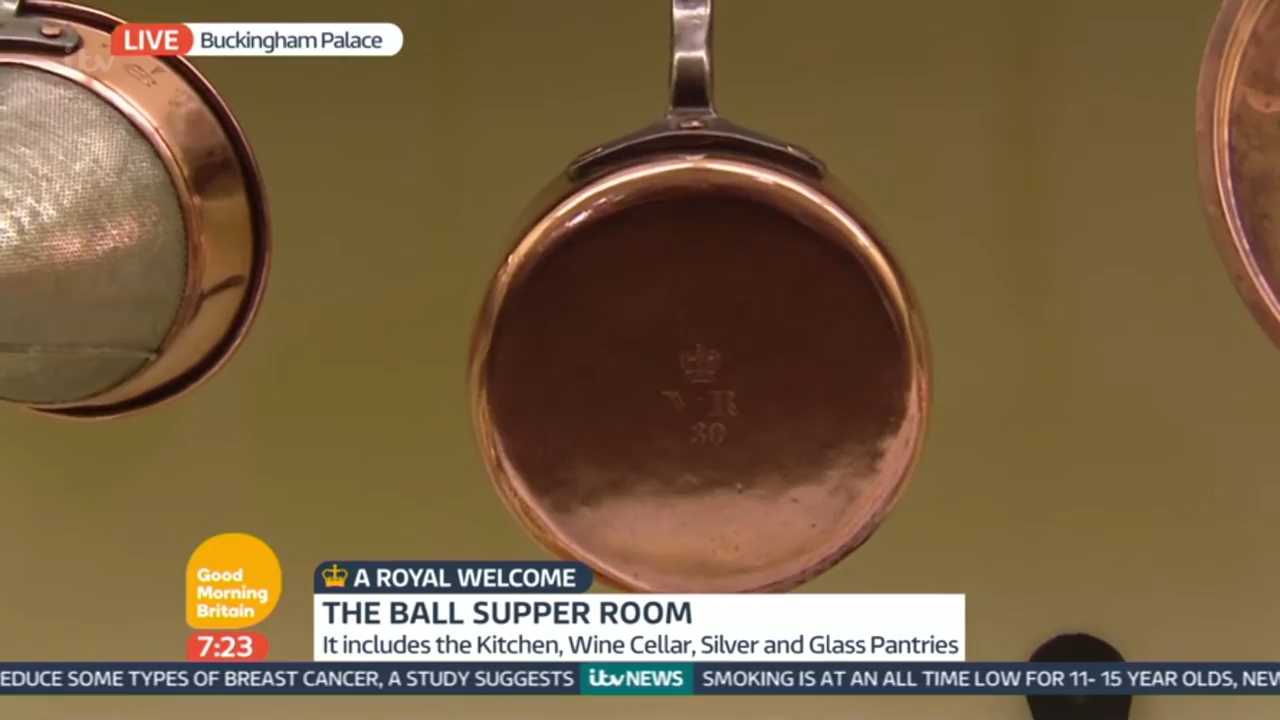 LIVE Buckingham Palace
itv
V R
30
Good
Morning
Britain
7:23
A ROYAL WELCOME
THE BALL SUPPER ROOM
It includes the Kitchen, Wine Cellar, Silver and Glass Pantries
EDUCE SOME TYPES OF BREAST CANCER, A STUDY SUGGESTS itv NEWS SMOKING IS AT AN ALL TIME LOW FOR 11- 15 YEAR OLDS, NEW